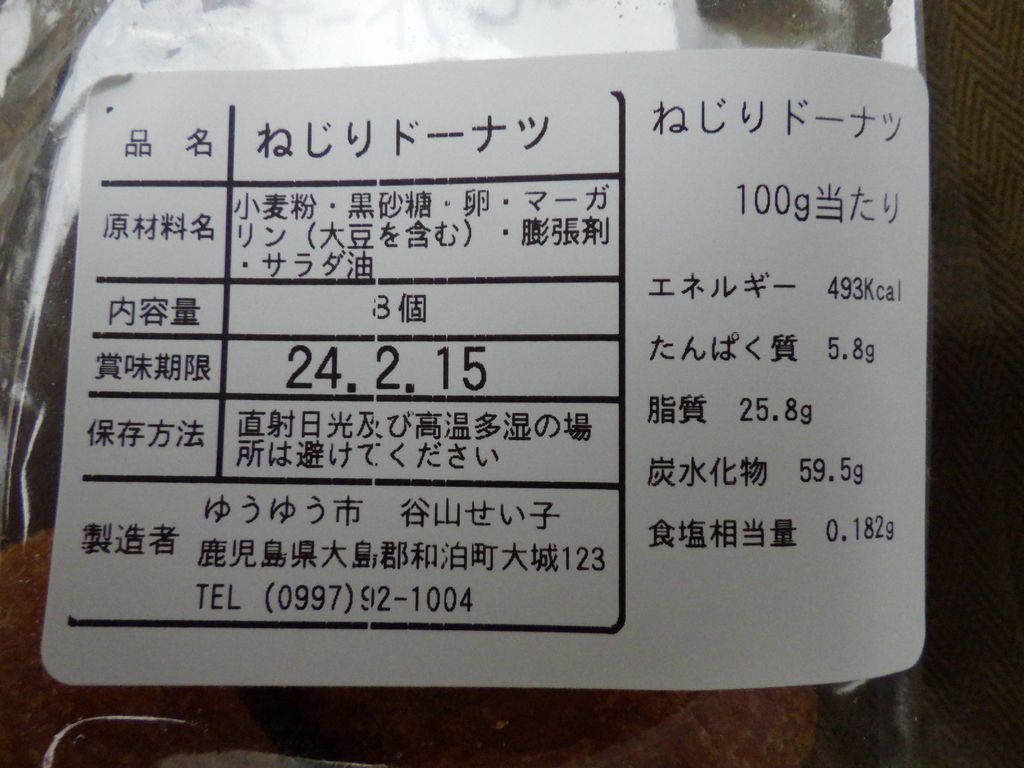 品 名 ねじりドーナツ
原材料名 小麦粉・黒砂糖・卵・マーガ
リン（大豆を含む）・膨張剤
・サラダ油
内容量 8個
賞味期限 24.2.15
保存方法 直射日光及び高温多湿の場
所は避けてください
製造者 ゆうゆう市 谷山せい子
鹿児島県大島郡和泊町大城123
TEL (0997)92-1004
ねじりドーナツ
100g当たり
エネルギー 493Kcal
たんぱく質 5.8g
脂質 25.8g
炭水化物 59.5g
食塩相当量 0.182g